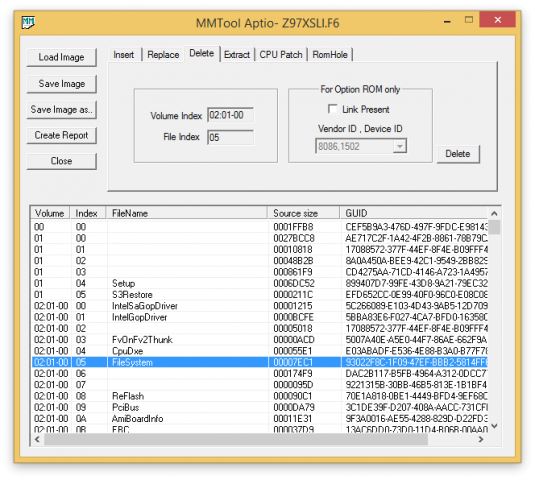 MMTool Aptio- Z97XSLI.F6
Load Image
Save Image
Save Image as..
Create Report
Close
Insert Replace Delete Extract CPU Patch RomHole
Volume Index 02:01-00
File Index 05
For Option ROM only
Link Present
Vendor ID , Device ID
8086,1502
Delete
Volume Index FileName Source size GUID
00 00 0001FFB8 CEF5B9A3-476D-497F-9FDC-E98143
01 00 0027BCC8 AE717C2F-1A42-4F2B-8861-78B79C
01 01 00010818 17088572-377F-44EF-8F4E-B09FFF4
01 02 00048B2B 8A0A450A-BEE9-42C1-9549-2BB829
01 03 000861F9 CD4275AA-71CD-4146-A723-1A4957
01 04 Setup 0006DC52 899407D7-99FE-43D8-9A21-79EC32
01 05 S3Restore 0000211C EFD652CC-0E99-40F0-96C0-E08C08
02:01-00 00 IntelSaGopDriver 00001215 5C266089-E103-4D43-9AB5-12D709
02:01-00 01 IntelGopDriver 0000BCFE 5BBA83E6-F027-4CA7-BFD0-16358C
02:01-00 02 00005018 17088572-377F-44EF-8F4E-B09FFF4
02:01-00 03 FvOnFv2Thunk 00000ACD 5007A40E-A5E0-44F7-86AE-662F9A
02:01-00 04 CpuDxe 000055E1 E03ABADF-E536-4E88-B3A0-B77F7
02:01-00 05 FileSystem 00007EC1 93022F8C-1F09-47EF-BBB2-5814FF
02:01-00 06 000174F9 DAC2B117-B5FB-4964-A312-0DCC7
02:01-00 07 0000095D 9221315B-30BB-46B5-813E-1B1BF4
02:01-00 08 ReFlash 000090C1 70E1A818-0BE1-4449-BFD4-9EF68C
02:01-00 09 PciBus 0000DA79 3C1DE39F-D207-408A-AACC-731CF
02:01-00 0A AmiBoardInfo 00011E31 9F3A0016-AE55-4288-829D-D22FD3
02:01-00 0B EBC 000037D9 13AC6DD0-73D0-11D4-B06B-00AA0